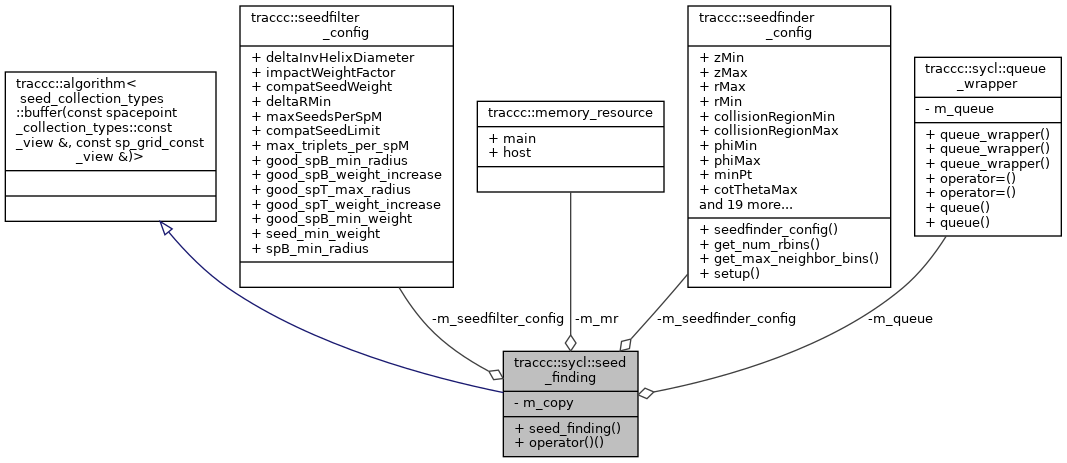 traccc::algorithm<
seed_collection_types
::buffer(const spacepoint
_collection_types::const
_view &, const sp_grid_const
_view &)>
traccc::seedfilter
_config
+ deltaInvHelixDiameter
+ impactWeightFactor
+ compatSeedWeight
+ deltaRMin
+ maxSeedsPerSpM
+ compatSeedLimit
+ max_triplets_per_spM
+ good_spB_min_radius
+ good_spB_weight_increase
+ good_spT_max_radius
+ good_spT_weight_increase
+ good_spB_min_weight
+ seed_min_weight
+ spB_min_radius
traccc::memory_resource
+ main
+ host
traccc::seedfinder
_config
+ zMin
+ zMax
+ rMax
+ rMin
+ collisionRegionMin
+ collisionRegionMax
+ phiMin
+ phiMax
+ minPt
+ cotThetaMax
and 19 more...
+ seedfinder_config()
+ get_num_rbins()
+ get_max_neighbor_bins()
+ setup()
traccc::sycl::queue
_wrapper
- m_queue
+ queue_wrapper()
+ queue_wrapper()
+ queue_wrapper()
+ operator=()
+ operator=()
+ queue()
+ queue()
-m_seedfilter_config
-m_mr
-m_seedfinder_config
-m_queue
traccc::sycl::seed
_finding
- m_copy
+ seed_finding()
+ operator()()